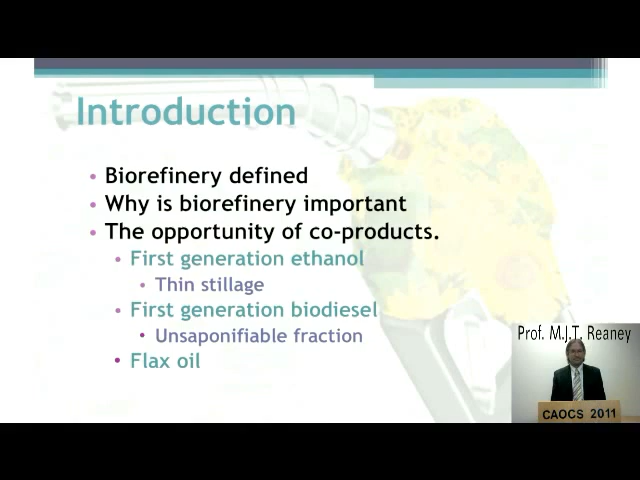 Introduction
Biorefinery defined
Why is biorefinery important
The opportunity of co-products.
First generation ethanol
Thin stillage
First generation biodiesel
Unsaponifiable fraction
Flax oil
Prof. M.J.T. Reaney
CAOCS 2011